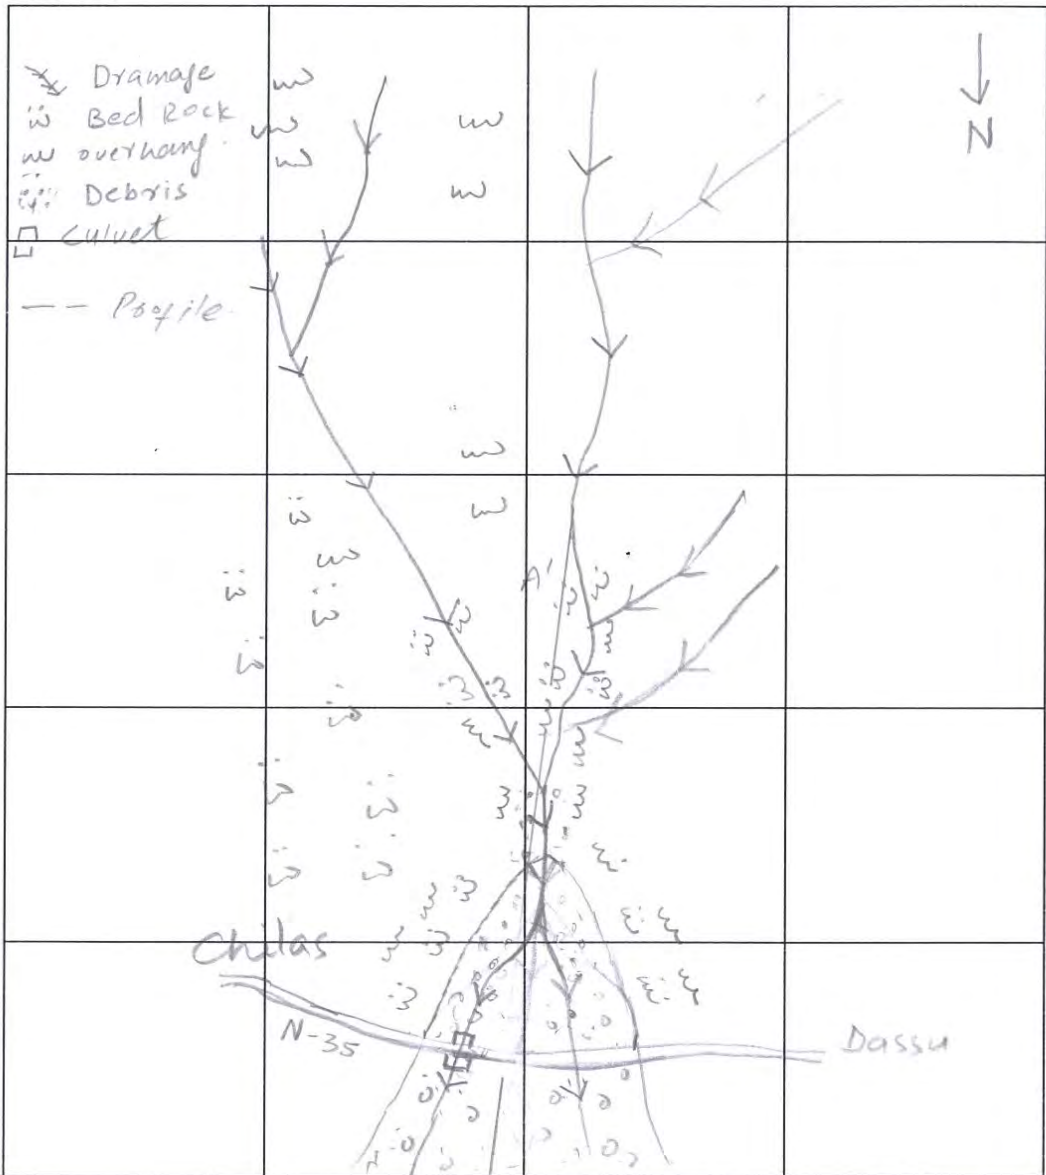 Dramage
Bed Rock
overhang
Debris
Culvet
Profile
N
A'
Chilas
N-35
Dassu